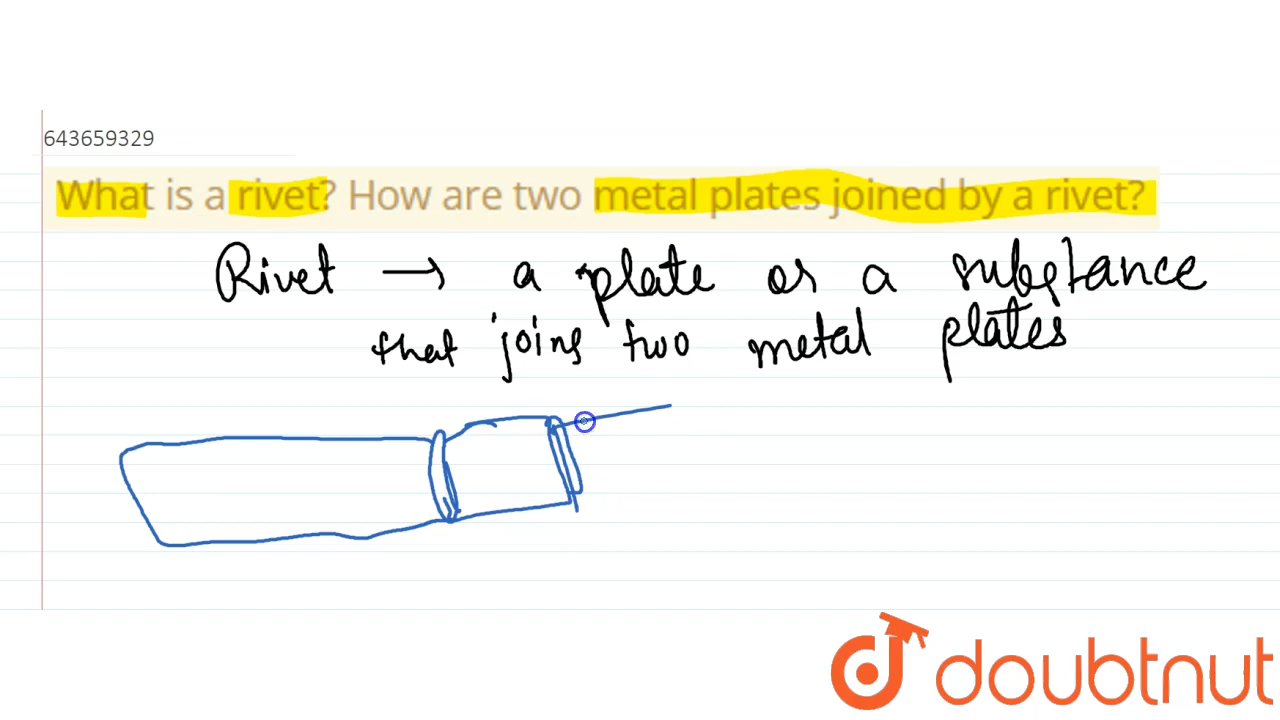 643659329
What is a rivet? How are two metal plates joined by a rivet?
Rivet → a plate or a substance
that joins two metal plates
doubtnut